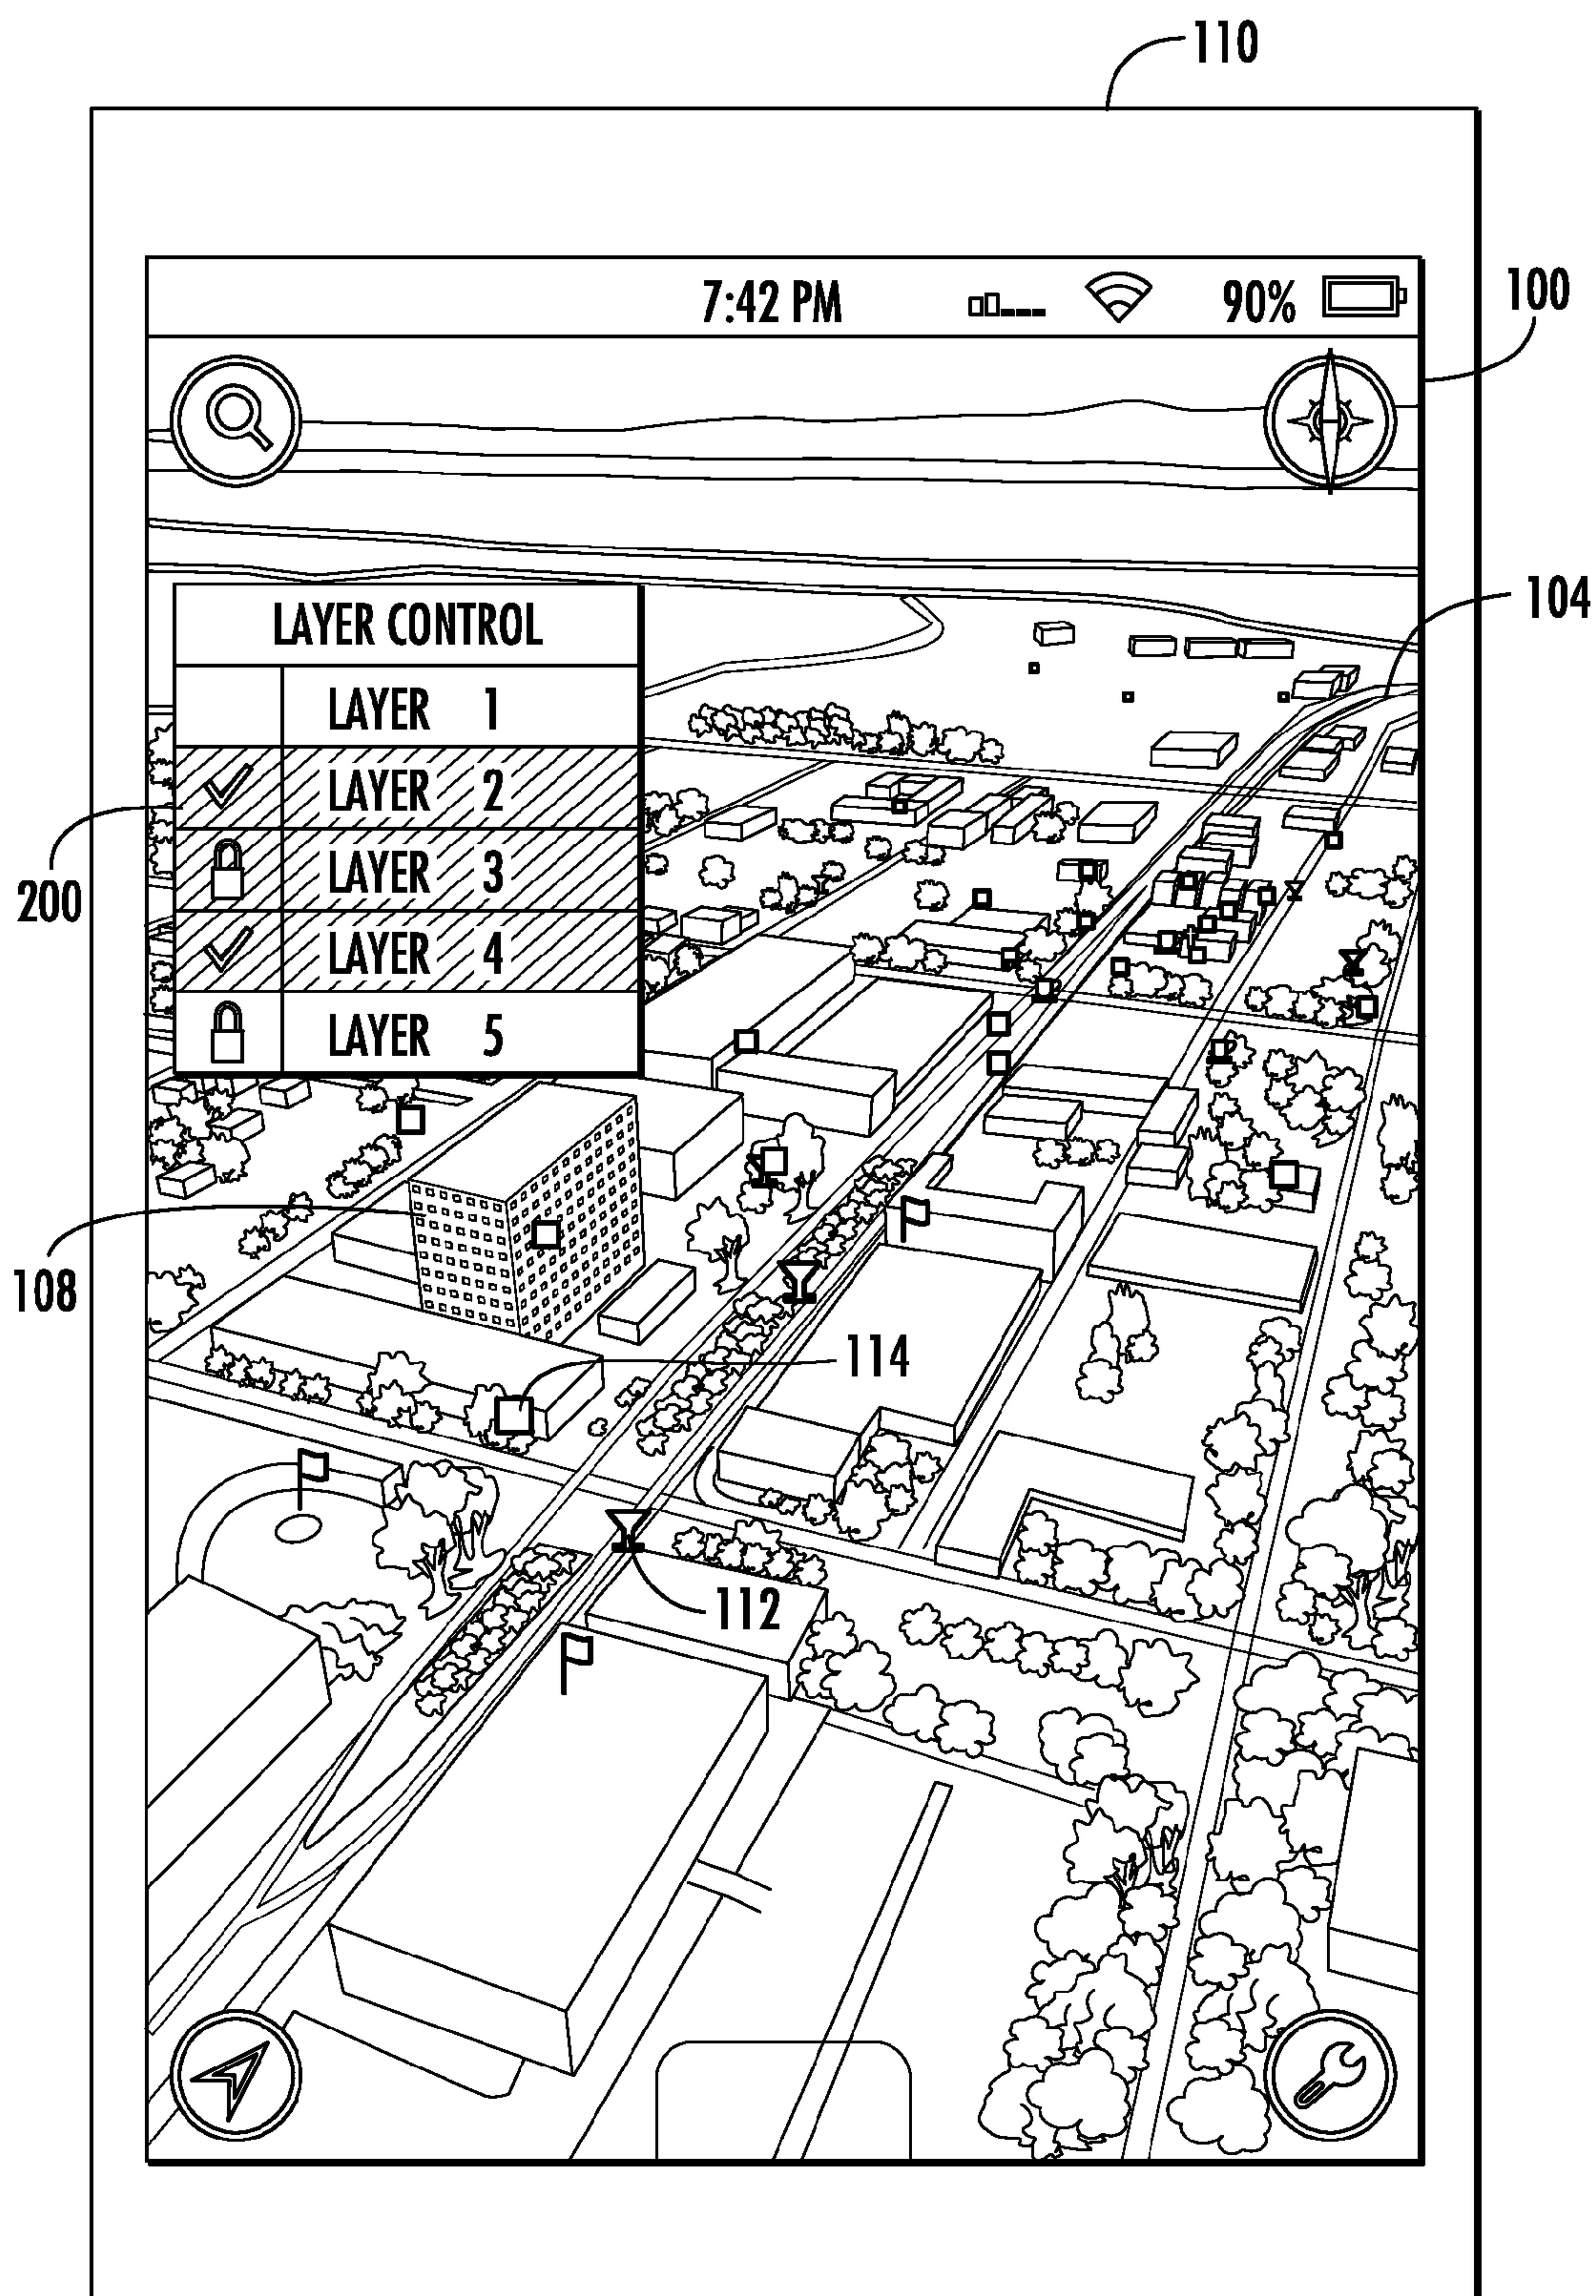 110
7:42 PM 90%
100
104
LAYER CONTROL
LAYER 1
LAYER 2
LAYER 3
LAYER 4
LAYER 5
200
108
114
112